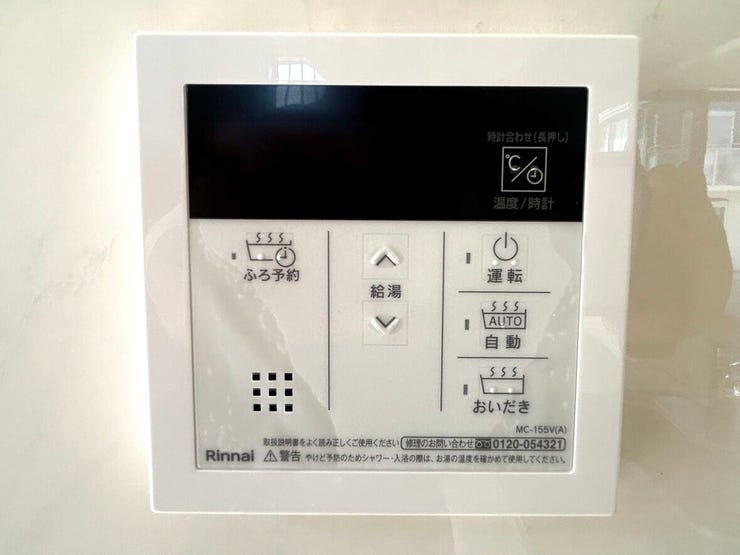 時計合わせ(長押し)
℃/
温度/時計
ふろ予約
給湯
運転
AUTO
自動
おいだき
MC-155V(A)
取扱説明書をよく読み正しくご使用ください 修理のお問い合わせ 0120-054321
Rinnai ⚠警告 やけど予防のためシャワー・入浴の際は、お湯の温度を確かめて使用してください。